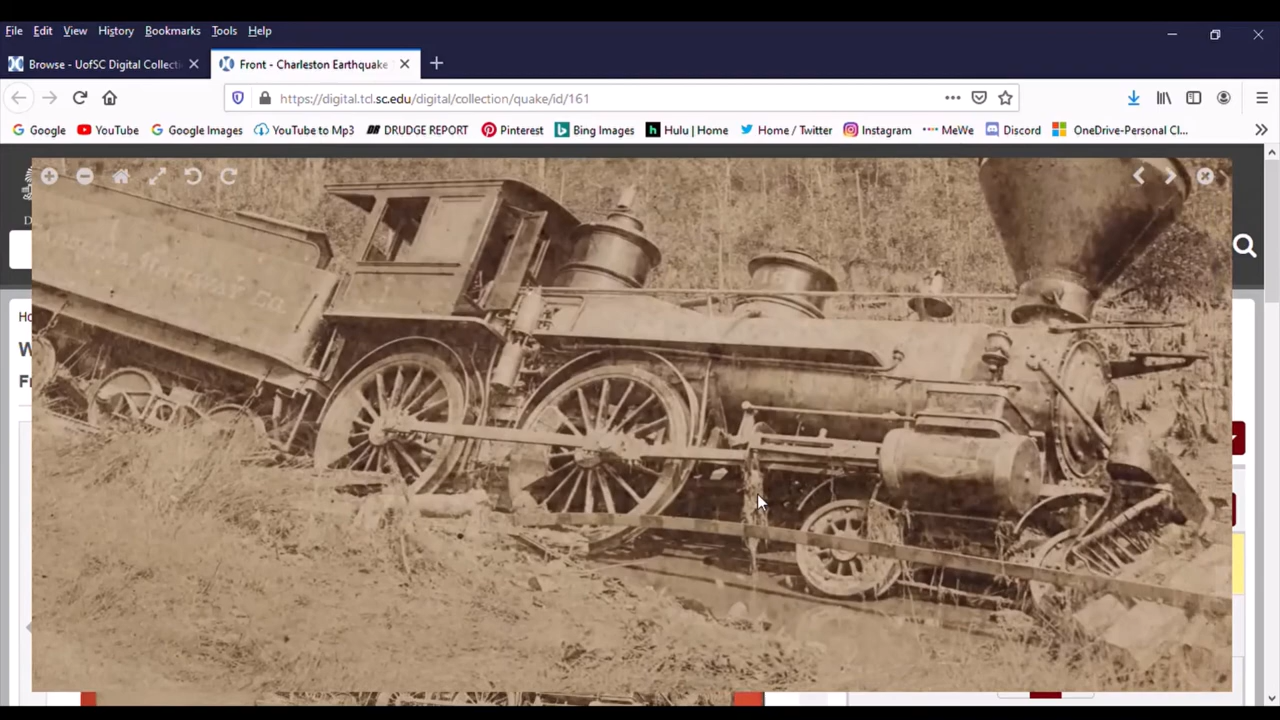 File Edit View History Bookmarks Tools Help
Browse - UofSC Digital Collecti
Front - Charleston Earthquake
https://digital.tcl.sc.edu/digital/collection/quake/id/161
Google YouTube Google Images YouTube to Mp3 DRUDGE REPORT Pinterest Bing Images Hulu | Home Home / Twitter Instagram MeWe Discord OneDrive-Personal Cl...
D
Ho
W
Fr